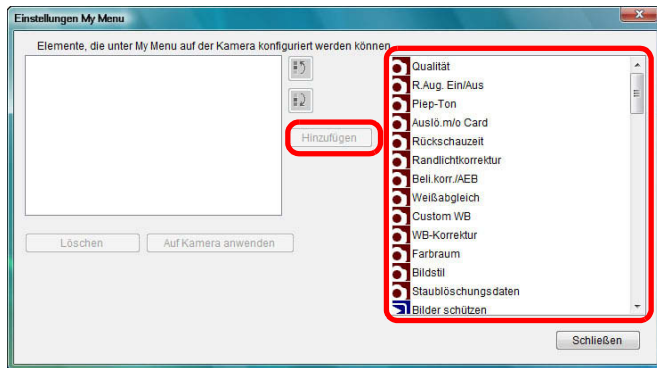 Einstellungen My Menu
Elemente, die unter My Menu auf der Kamera konfiguriert werden können
Hinzufügen
Löschen
Auf Kamera anwenden
Qualität
R.Aug. Ein/Aus
Piep-Ton
Auslö.m/o Card
Rückschauzeit
Randlichtkorrektur
Beli.korr./AEB
Weißabgleich
Custom WB
WB-Korrektur
Farbraum
Bildstil
Staublöschungsdaten
Bilder schützen
Schließen